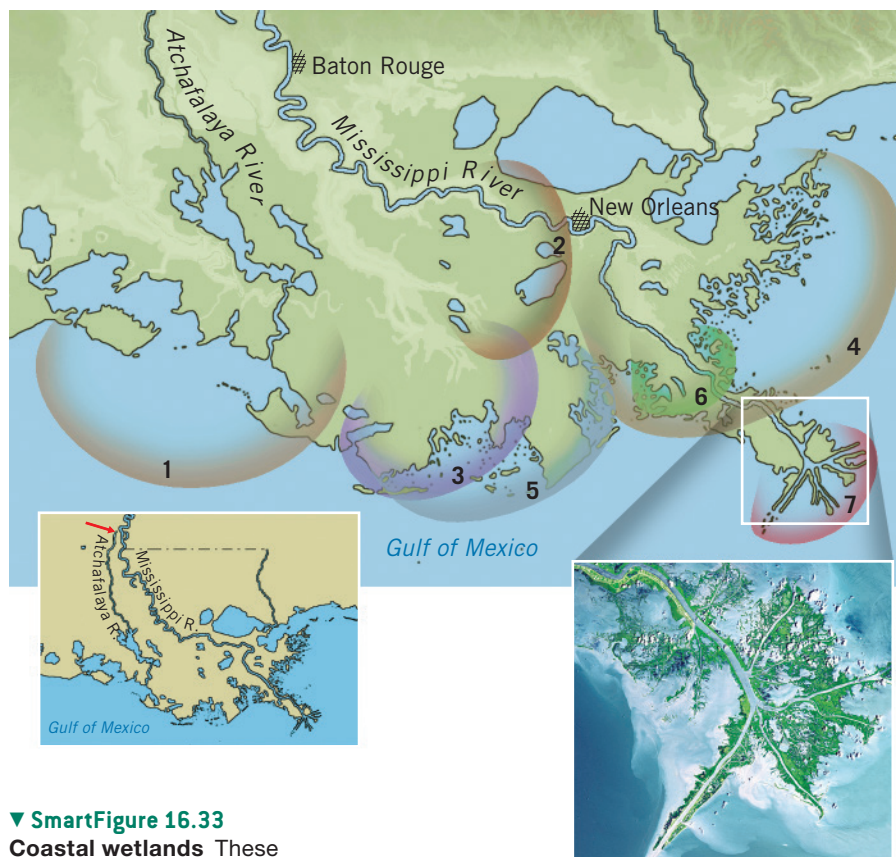 Atchafalaya River
Baton Rouge
Mississippi River
New Orleans
2
4
6
1
3
5
7
Gulf of Mexico
Atchafalaya R.
Mississippi R.
Gulf of Mexico
▼ SmartFigure 16.33
Coastal wetlands These